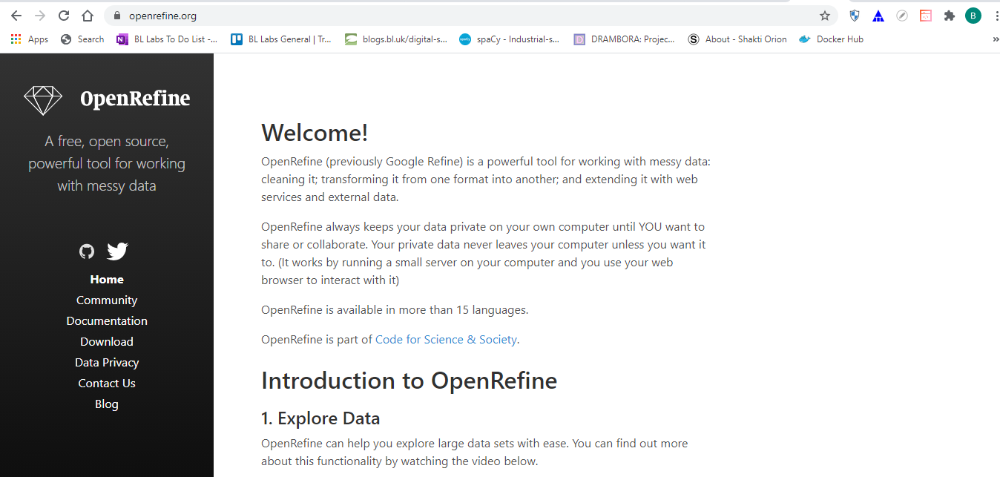 openrefine.org
B
Apps
Search
N
BL Labs To Do List -...
BL Labs General | Tr...
blogs.bl.uk/digital-s...
spaCy
spaCy - Industrial-s...
DRAMBORA: Projec...
S
About - Shakti Orion
Docker Hub
»
OpenRefine
A free, open source,
powerful tool for working
with messy data
Home
Community
Documentation
Download
Data Privacy
Contact Us
Blog
Welcome!
OpenRefine (previously Google Refine) is a powerful tool for working with messy data:
cleaning it; transforming it from one format into another; and extending it with web
services and external data.
OpenRefine always keeps your data private on your own computer until YOU want to
share or collaborate. Your private data never leaves your computer unless you want it
to. (It works by running a small server on your computer and you use your web
browser to interact with it)
OpenRefine is available in more than 15 languages.
OpenRefine is part of Code for Science & Society.
Introduction to OpenRefine
1. Explore Data
OpenRefine can help you explore large data sets with ease. You can find out more
about this functionality by watching the video below.